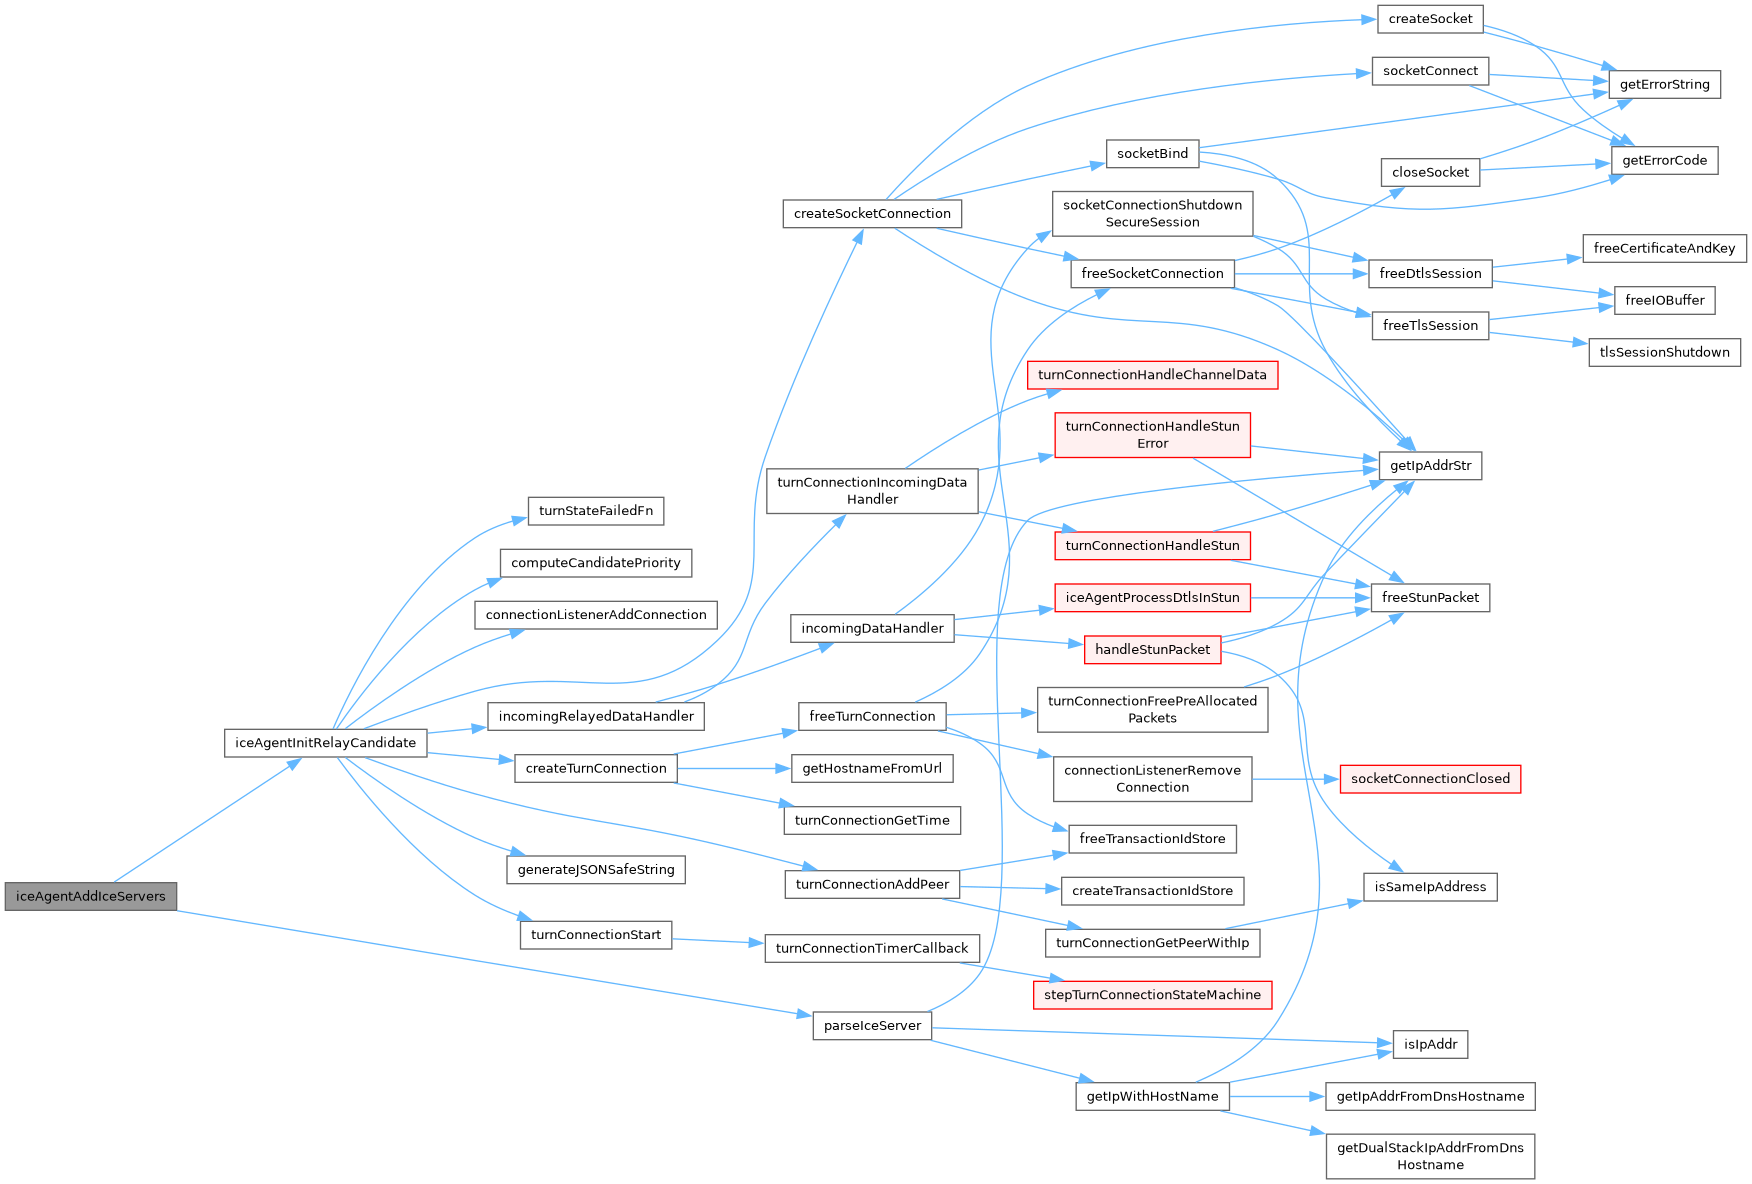 createSocket
socketConnect
getErrorString
socketBind
getErrorCode
closeSocket
createSocketConnection
socketConnectionShutdown
SecureSession
freeCertificateAndKey
freeSocketConnection
freeDtlsSession
freeIOBuffer
freeTlsSession
tlsSessionShutdown
turnConnectionHandleChannelData
turnConnectionHandleStun
Error
getIpAddrStr
turnConnectionIncomingData
Handler
turnStateFailedFn
turnConnectionHandleStun
computeCandidatePriority
iceAgentProcessDtlsInStun
freeStunPacket
connectionListenerAddConnection
incomingDataHandler
handleStunPacket
incomingRelayedDataHandler
freeTurnConnection
turnConnectionFreePreAllocated
Packets
iceAgentInitRelayCandidate
createTurnConnection
getHostnameFromUrl
connectionListenerRemove
Connection
socketConnectionClosed
turnConnectionGetTime
freeTransactionIdStore
generateJSONSafeString
turnConnectionAddPeer
createTransactionIdStore
isSameIpAddress
iceAgentAddIceServers
turnConnectionStart
turnConnectionTimerCallback
turnConnectionGetPeerWithIp
stepTurnConnectionStateMachine
parseIceServer
isIpAddr
getIpWithHostName
getIpAddrFromDnsHostname
getDualStackIpAddrFromDns
Hostname